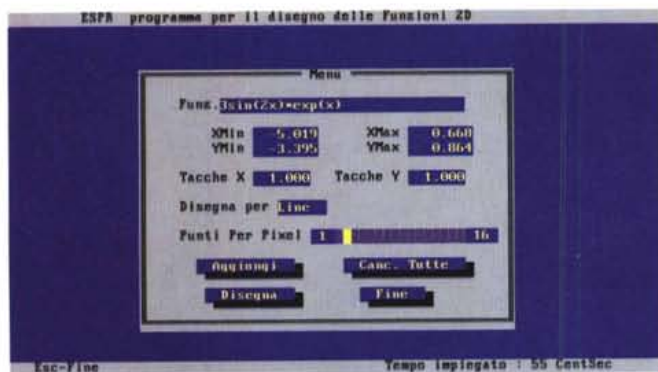 ESPR programma per il disegno delle Funzioni 2D
Menu
Funz. 3sin(2x)*exp(x)
XMin 5.019 XMax 0.668
YMin -3.395 YMax 0.864
Tacche X 1.000 Tacche Y 1.000
Disegna per Line
Punti Per Pixel 1 16
Aggiungi Canc. Tutte
Disegna Fine
Esc-Fine Tempo impiegato : 55 CentSec